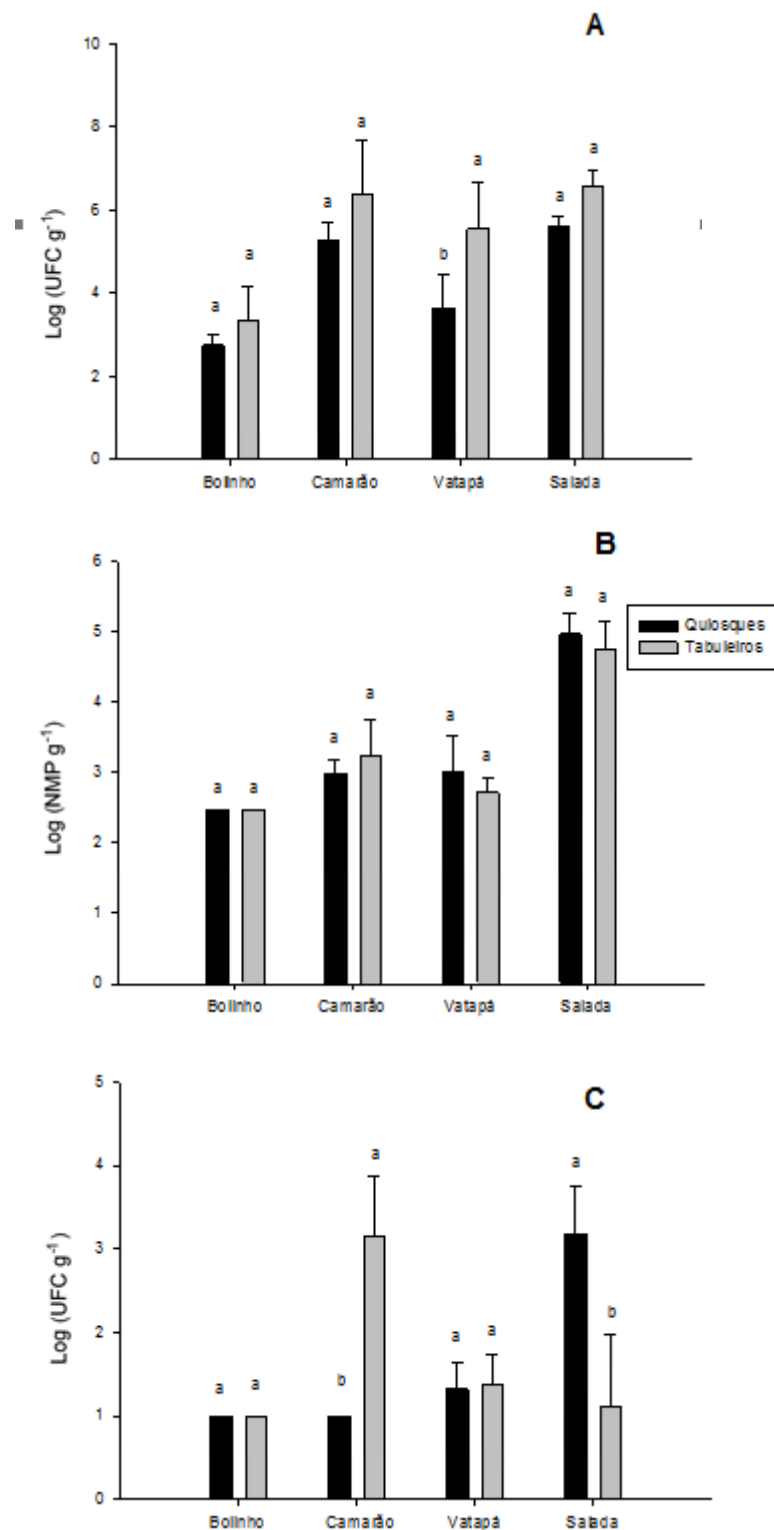 A
10
8
6
4
2
0
Log (UFC g-1)
a
a
a
a
b
a
a
a
Bolinho Camarão Vatapá Salada
B
6
5
4
3
2
1
0
Log (NMP g-1)
a
a
a
a
a
a
a
a
Quiosques
Tabuleiros
Bolinho Camarão Vatapá Salada
C
5
4
3
2
1
0
Log (UFC g-1)
a
a
b
a
a
a
a
b
Bolinho Camarão Vatapá Salada